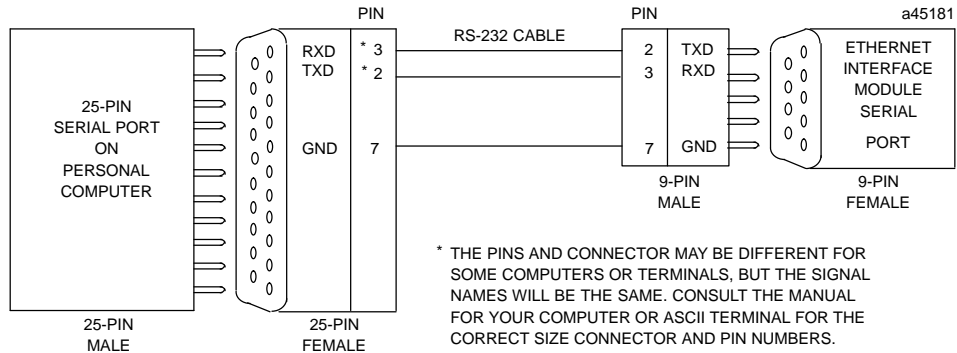 PIN
PIN
a45181
25-PIN
SERIAL PORT
ON
PERSONAL
COMPUTER
RXD * 3
TXD * 2
GND 7
RS-232 CABLE
2 TXD
3 RXD
7 GND
ETHERNET
INTERFACE
MODULE
SERIAL
PORT
9-PIN
MALE
9-PIN
FEMALE
* THE PINS AND CONNECTOR MAY BE DIFFERENT FOR
SOME COMPUTERS OR TERMINALS, BUT THE SIGNAL
NAMES WILL BE THE SAME. CONSULT THE MANUAL
FOR YOUR COMPUTER OR ASCII TERMINAL FOR THE
CORRECT SIZE CONNECTOR AND PIN NUMBERS.
25-PIN
MALE
25-PIN
FEMALE